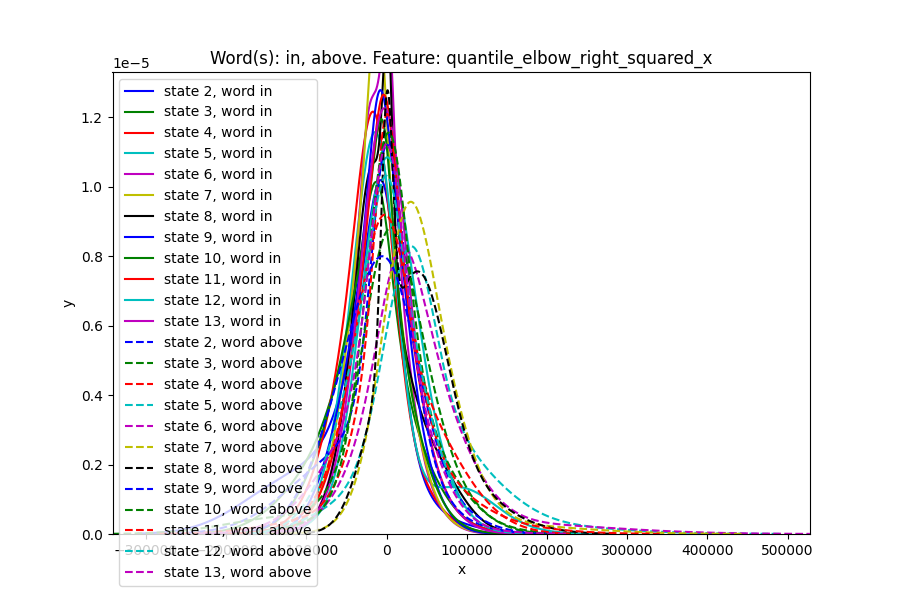 Word(s): in, above. Feature: quantile_elbow_right_squared_x
1e−5
1.2
1.0
0.8
0.6
0.4
0.2
0.0
y
state 2, word in
state 3, word in
state 4, word in
state 5, word in
state 6, word in
state 7, word in
state 8, word in
state 9, word in
state 10, word in
state 11, word in
state 12, word in
state 13, word in
state 2, word above
state 3, word above
state 4, word above
state 5, word above
state 6, word above
state 7, word above
state 8, word above
state 9, word above
state 10, word above
state 11, word above
state 12, word above
state 13, word above
−300000 −200000 −100000 0 100000 200000 300000 400000 500000
x